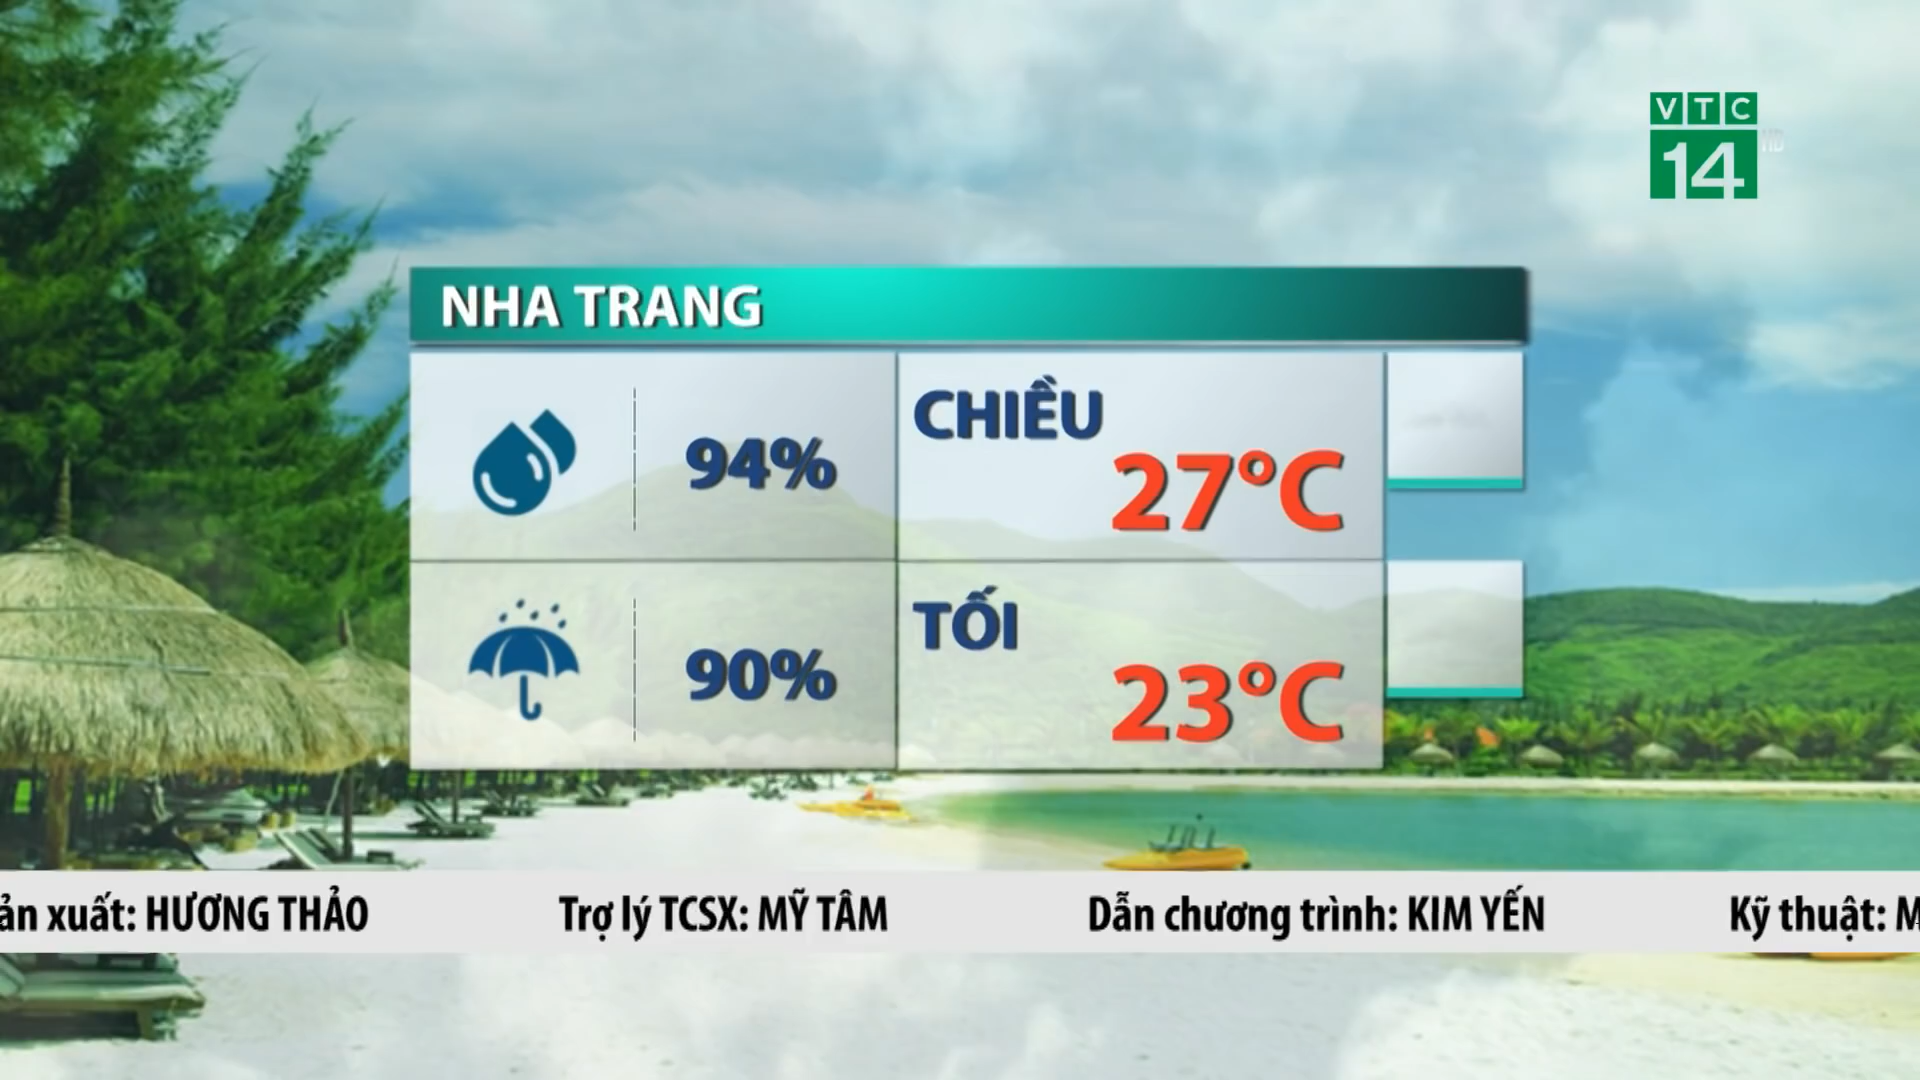 VTC
14
HD
NHA TRANG
94%
CHIỀU
27°C
90%
TỐI
23°C
ản xuất: HƯƠNG THẢO Trợ lý TCSX: MỸ TÂM Dẫn chương trình: KIM YẾN Kỹ thuật: M